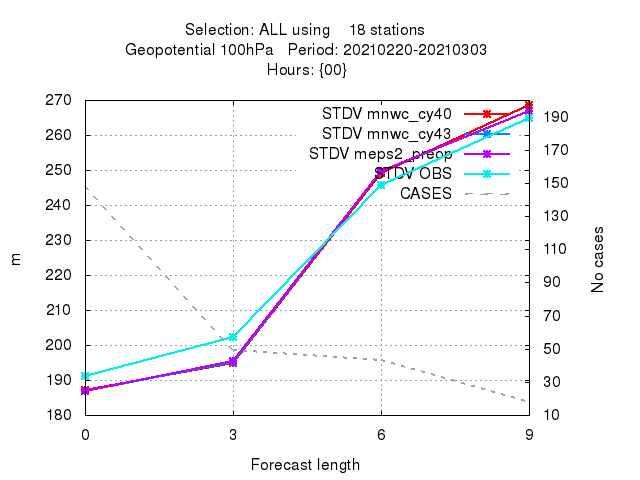 Selection: ALL using    18 stations
Geopotential 100hPa   Period: 20210220-20210303
Hours: {00}
270
260
250
240
230
220
210
200
190
180
m
STDV mnwc_cy40
STDV mnwc_cy43
STDV meps2_preop
STDV OBS
CASES
190
170
150
130
110
90
70
50
30
10
No cases
0 3 6 9
Forecast length